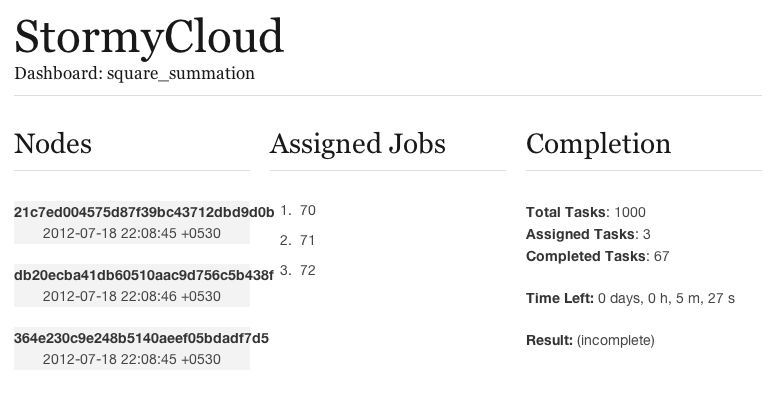 StormyCloud
Dashboard: square_summation
Nodes
21c7ed004575d87f39bc43712dbd9d0b
2012-07-18 22:08:45 +0530
db20ecba41db60510aac9d756c5b438f
2012-07-18 22:08:46 +0530
364e230c9e248b5140aeef05bdadf7d5
2012-07-18 22:08:45 +0530
Assigned Jobs
1. 70
2. 71
3. 72
Completion
Total Tasks: 1000
Assigned Tasks: 3
Completed Tasks: 67
Time Left: 0 days, 0 h, 5 m, 27 s
Result: (incomplete)